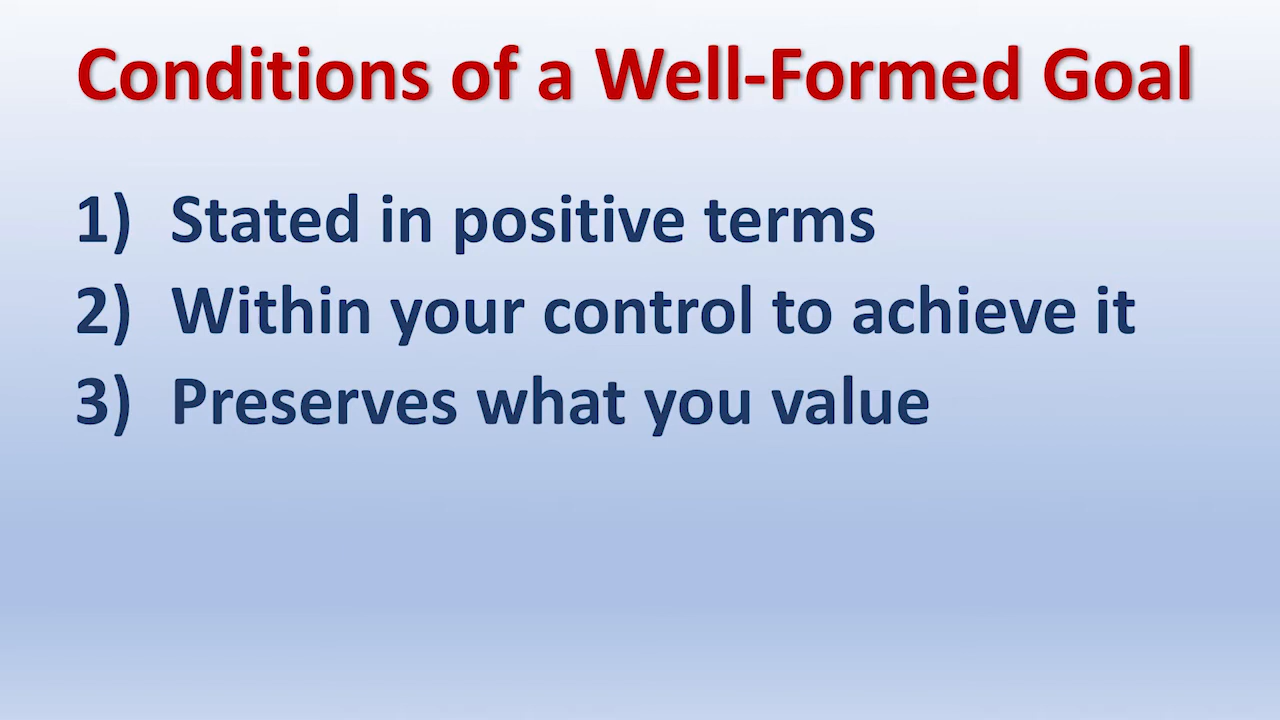 Conditions of a Well-Formed Goal
1) Stated in positive terms
2) Within your control to achieve it
3) Preserves what you value